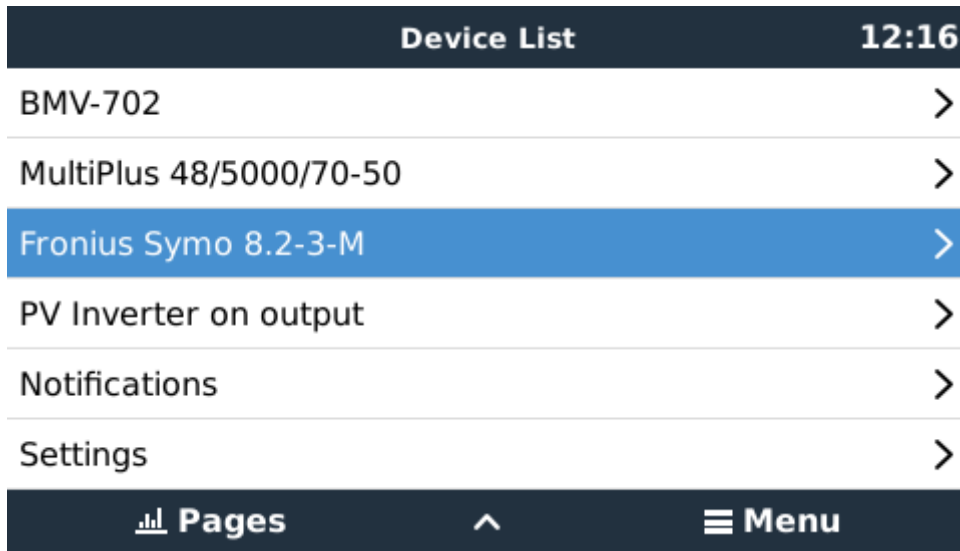 Device List 12:16
BMV-702
MultiPlus 48/5000/70-50
Fronius Symo 8.2-3-M
PV Inverter on output
Notifications
Settings
Pages Menu